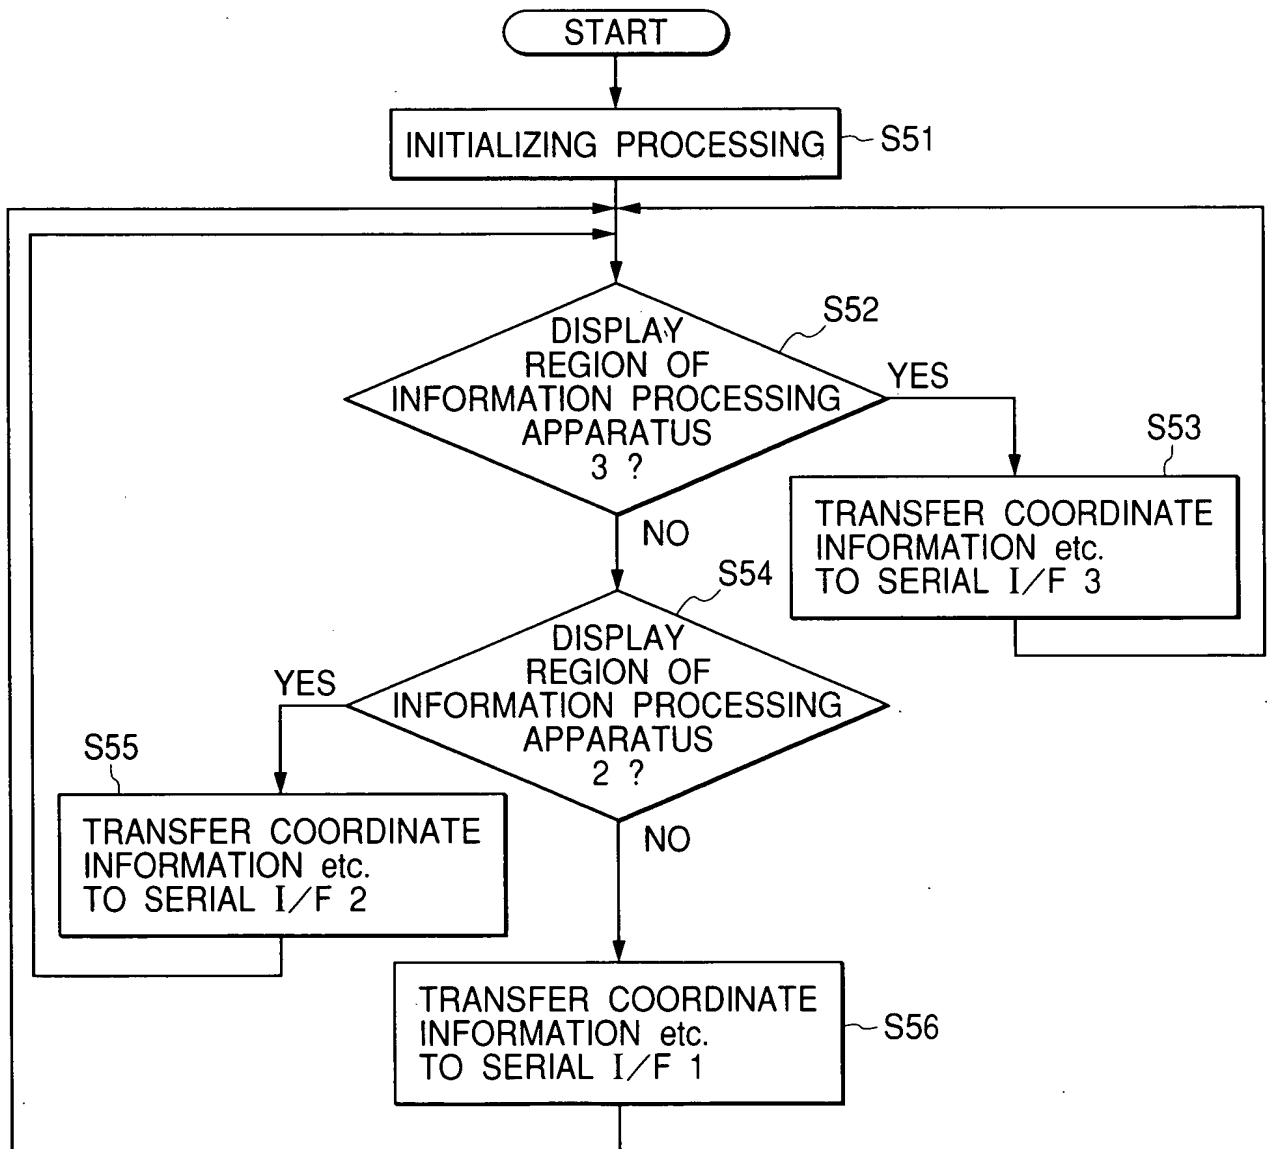 START
INITIALIZING PROCESSING
S51
DISPLAY
REGION OF
INFORMATION PROCESSING
APPARATUS
3 ?
S52
YES
NO
S53
TRANSFER COORDINATE
INFORMATION etc.
TO SERIAL I/F 3
S54
DISPLAY
REGION OF
INFORMATION PROCESSING
APPARATUS
2 ?
YES
NO
S55
TRANSFER COORDINATE
INFORMATION etc.
TO SERIAL I/F 2
TRANSFER COORDINATE
INFORMATION etc.
TO SERIAL I/F 1
S56